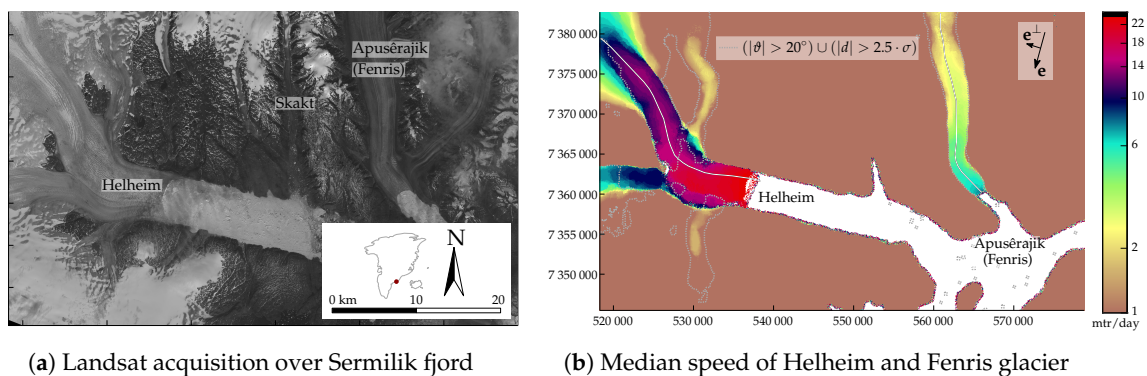 Apusêrajik
(Fenris)
Skakt
Helheim
N
0 km 10 20
(a) Landsat acquisition over Sermilik fjord
7 380 000
7 375 000
7 370 000
7 365 000
7 360 000
7 355 000
7 350 000
(|ϑ| > 20°) ∪ (|d| > 2.5 · σ)
e⊥
e
Helheim
Apusêrajik
(Fenris)
520 000 530 000 540 000 550 000 560 000 570 000
22
14
10
6
2
1
mtr/day
(b) Median speed of Helheim and Fenris glacier